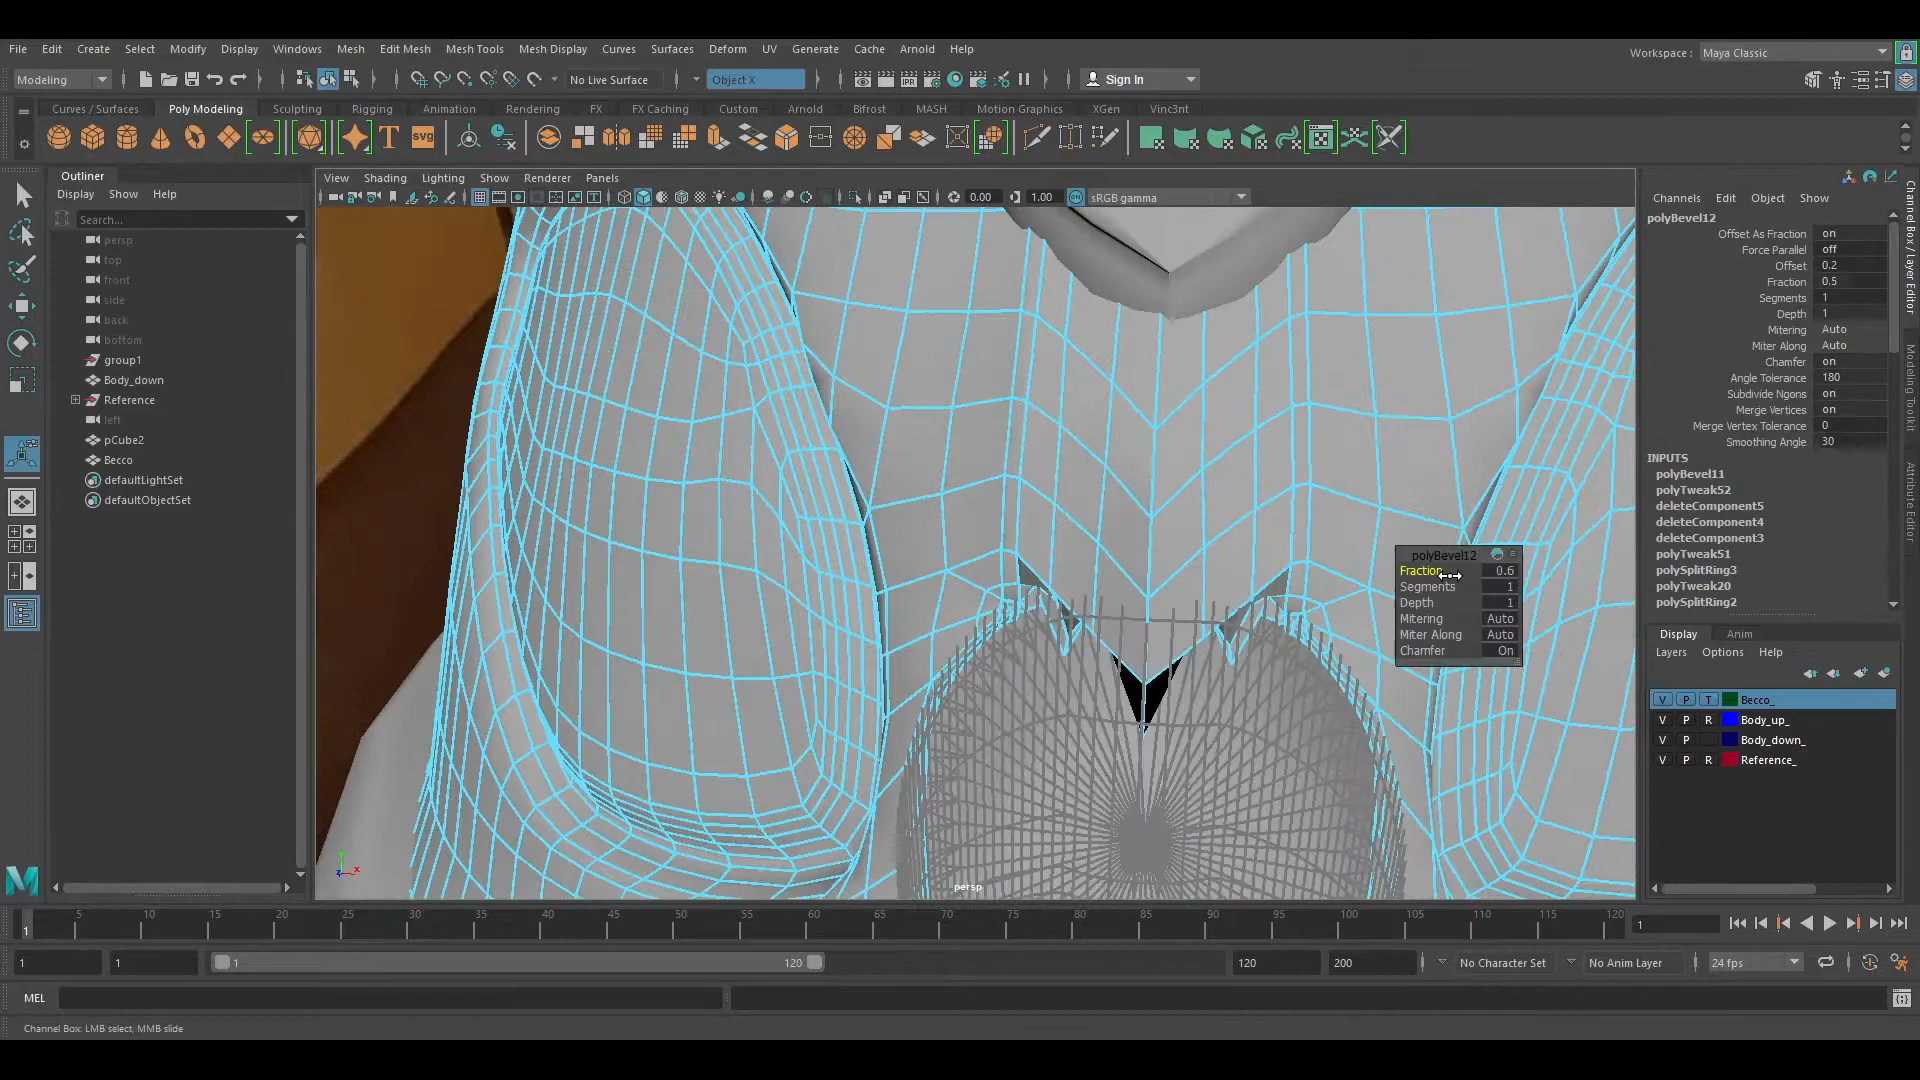 File Edit Create Select Modify Display Windows Mesh Edit Mesh Mesh Tools Mesh Display Curves Surfaces Deform UV Generate Cache Arnold Help
Workspace : Maya Classic
Modeling No Live Surface Object X Sign In
Curves / Surfaces Poly Modeling Sculpting Rigging Animation Rendering FX FX Caching Custom Arnold Bifrost MASH Motion Graphics XGen Vinc3nt
T svg
Outliner
Display Show Help
Search...
persp
top
front
side
back
bottom
group1
Body_down
Reference
left
pCube2
Becco
defaultLightSet
defaultObjectSet
View Shading Lighting Show Renderer Panels
0.00 1.00 sRGB gamma
persp
polyBevel12
Fraction 0.6
Segments 1
Depth 1
Mitering Auto
Miter Along Auto
Chamfer On
Channels Edit Object Show
polyBevel12
Offset As Fraction on
Force Parallel off
Offset 0.2
Fraction 0.5
Segments 1
Depth 1
Mitering Auto
Miter Along Auto
Chamfer on
Angle Tolerance 180
Subdivide Ngons on
Merge Vertices on
Merge Vertex Tolerance 0
Smoothing Angle 30
INPUTS
polyBevel11
polyTweak52
deleteComponent5
deleteComponent4
deleteComponent3
polyTweak51
polySplitRing3
polyTweak20
polySplitRing2
Display Anim
Layers Options Help
V P T Becco_
V P R Body_up_
V P Body_down_
V P R Reference_
Channel Box / Layer Editor
Modeling Toolkit
Attribute Editor
5 10 15 20 25 30 35 40 45 50 55 60 65 70 75 80 85 90 95 100 105 110 115 120
1
1
1 1 1 120 120 200 No Character Set No Anim Layer 24 fps
MEL
Channel Box: LMB select, MMB slide